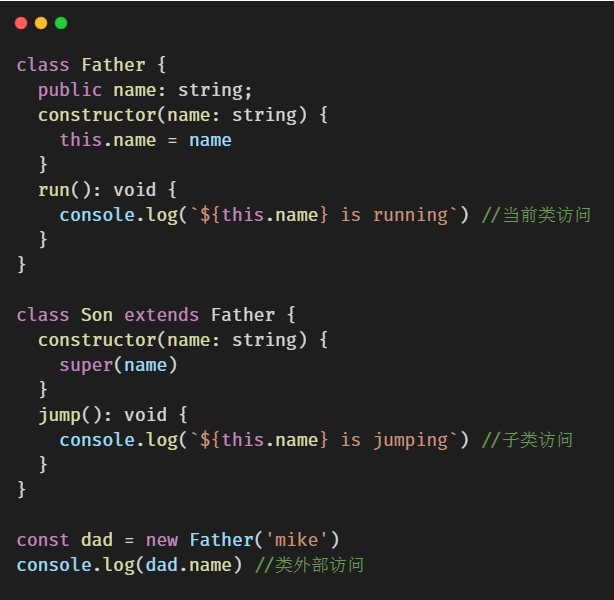 class Father {
  public name: string;
  constructor(name: string) {
    this.name = name
  }
  run(): void {
    console.log(`${this.name} is running`) //当前类访问
  }
}

class Son extends Father {
  constructor(name: string) {
    super(name)
  }
  jump(): void {
    console.log(`${this.name} is jumping`) //子类访问
  }
}

const dad = new Father('mike')
console.log(dad.name) //类外部访问